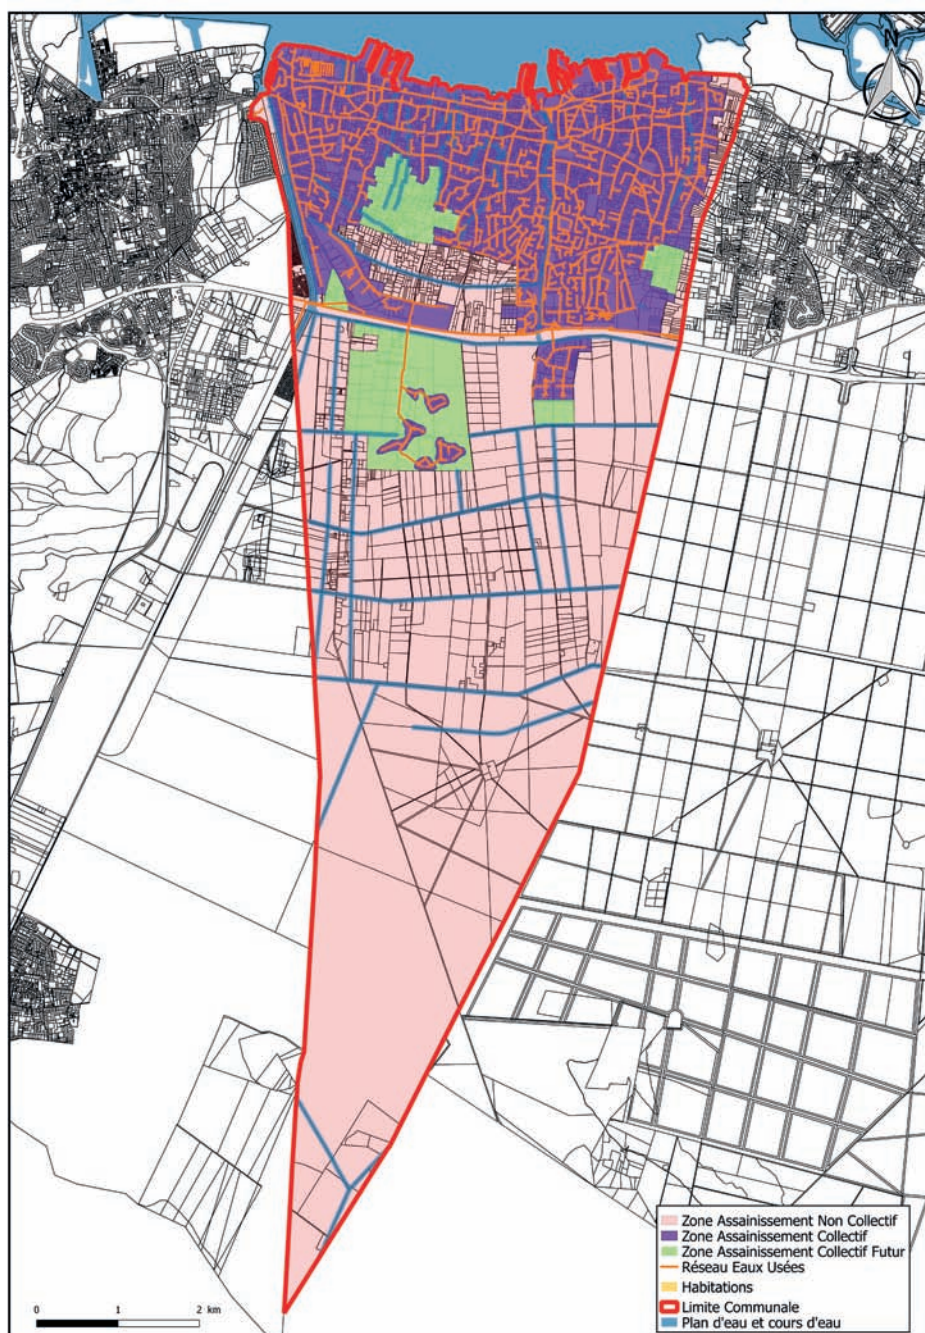 N
Zone Assainissement Non Collectif
Zone Assainissement Collectif
Zone Assainissement Collectif Futur
Réseau Eaux Usées
Habitations
Limite Communale
Plan d'eau et cours d'eau
0 1 2 km